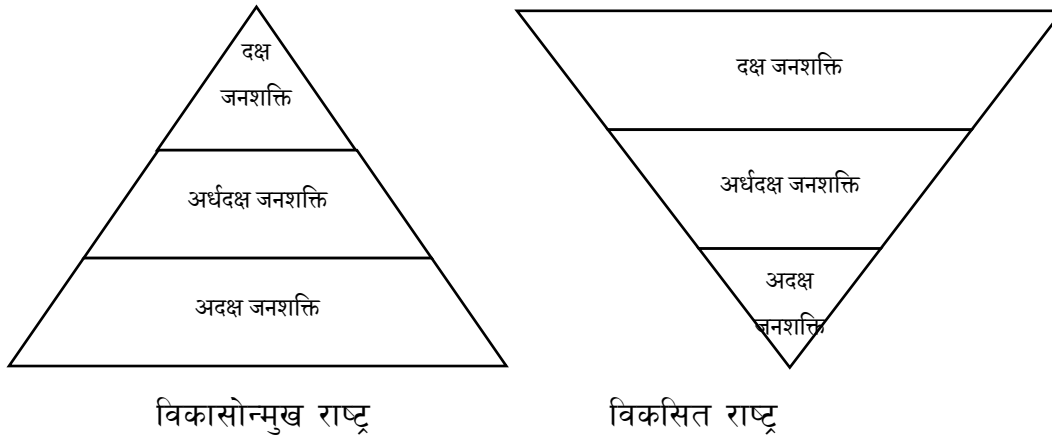 दक्ष
जनशक्ति
अर्धदक्ष जनशक्ति
अदक्ष जनशक्ति
विकासोन्मुख राष्ट्र
दक्ष जनशक्ति
अर्धदक्ष जनशक्ति
अदक्ष
जनशक्ति
विकसित राष्ट्र